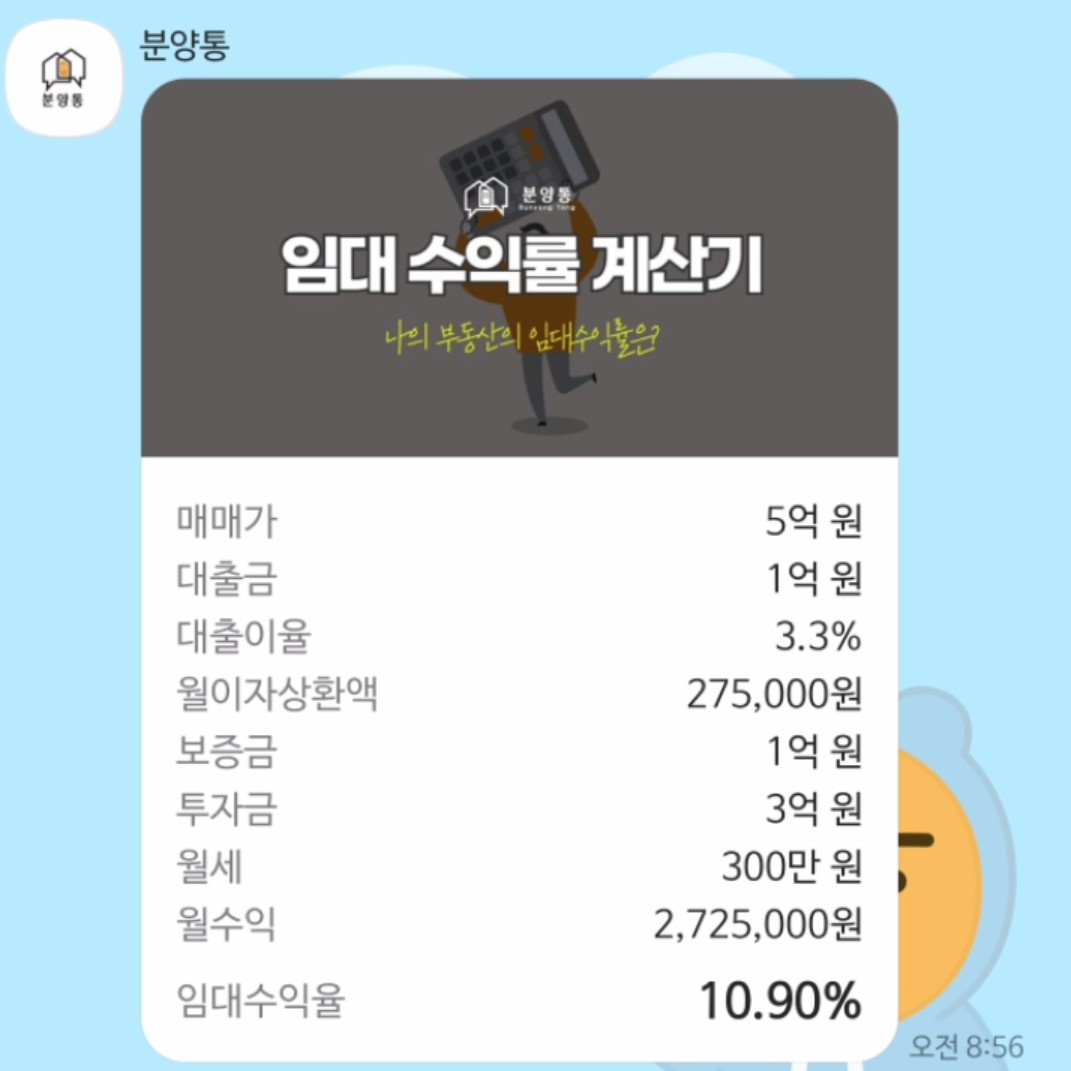 분양통
분양통
분양통
Bunyang Tong
임대 수익률 계산기
나의 부동산의 임대수익률은?
매매가 5억 원
대출금 1억 원
대출이율 3.3%
월이자상환액 275,000원
보증금 1억 원
투자금 3억 원
월세 300만 원
월수익 2,725,000원
임대수익율 10.90%
오전 8:56